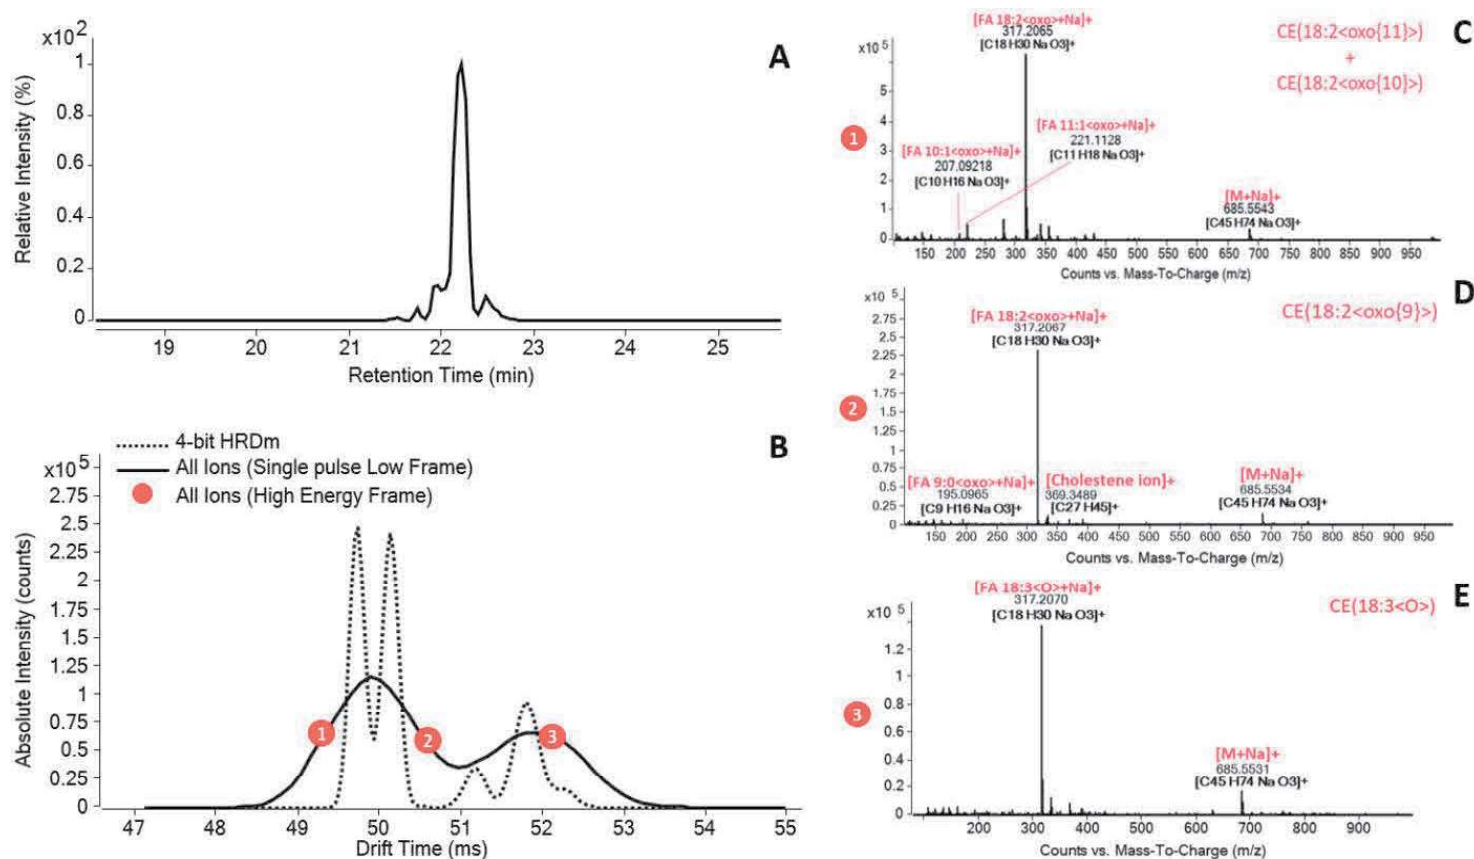 A
x10²
1
0.8
0.6
0.4
0.2
0
Relative Intensity (%)
19 20 21 22 23 24 25
Retention Time (min)
B
4-bit HRDm
All Ions (Single pulse Low Frame)
All Ions (High Energy Frame)
x10⁵
2.75
2.5
2.25
2
1.75
1.5
1.25
1
0.75
0.5
0.25
0
Absolute Intensity (counts)
1
2
3
47 48 49 50 51 52 53 54 55
Drift Time (ms)
C
CE(18:2<oxo{11}>)
+
CE(18:2<oxo{10}>)
1
x10 ⁵
6
5
4
3
2
1
0
[FA 18:2<oxo>+Na]+
317.2065
[C18 H30 Na O3]+
[FA 11:1<oxo>+Na]+
221.1128
[C11 H18 Na O3]+
[FA 10:1<oxo>+Na]+
207.09218
[C10 H16 Na O3]+
[M+Na]+
685.5543
[C45 H74 Na O3]+
150 200 250 300 350 400 450 500 550 600 650 700 750 800 850 900 950
Counts vs. Mass-To-Charge (m/z)
D
CE(18:2<oxo{9}>)
2
x10 ⁵
2.75
2.5
2.25
2
1.75
1.5
1.25
1
0.75
0.5
0.25
0
[FA 18:2<oxo>+Na]+
317.2067
[C18 H30 Na O3]+
[FA 9:0<oxo>+Na]+
195.0965
[C9 H16 Na O3]+
[Cholestene ion]+
369.3489
[C27 H45]+
[M+Na]+
685.5534
[C45 H74 Na O3]+
150 200 250 300 350 400 450 500 550 600 650 700 750 800 850 900 950
Counts vs. Mass-To-Charge (m/z)
E
CE(18:3<O>)
3
x10 ⁵
1.2
1
0.8
0.6
0.4
0.2
0
[FA 18:3<O>+Na]+
317.2070
[C18 H30 Na O3]+
[M+Na]+
685.5531
[C45 H74 Na O3]+
200 300 400 500 600 700 800 900
Counts vs. Mass-To-Charge (m/z)